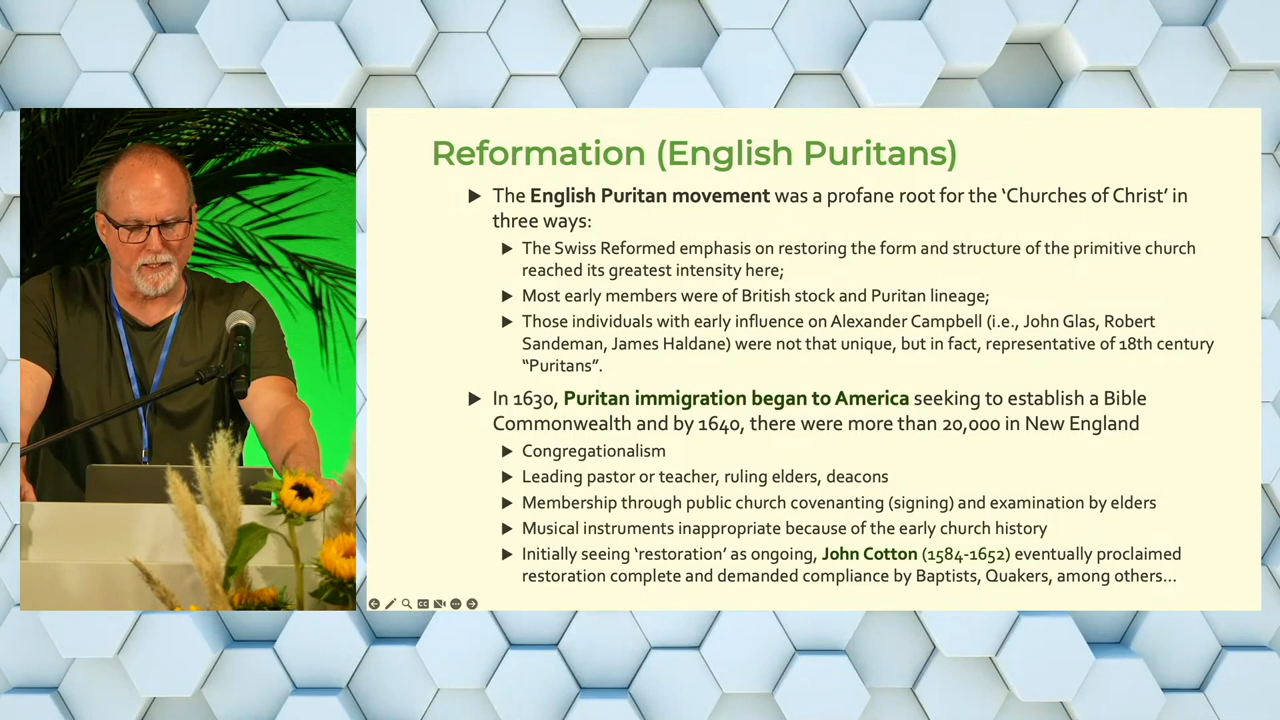 Reformation (English Puritans)
▶ The English Puritan movement was a profane root for the ‘Churches of Christ’ in
three ways:
▶ The Swiss Reformed emphasis on restoring the form and structure of the primitive church
reached its greatest intensity here;
▶ Most early members were of British stock and Puritan lineage;
▶ Those individuals with early influence on Alexander Campbell (i.e., John Glas, Robert
Sandeman, James Haldane) were not that unique, but in fact, representative of 18th century
“Puritans”.
▶ In 1630, Puritan immigration began to America seeking to establish a Bible
Commonwealth and by 1640, there were more than 20,000 in New England
▶ Congregationalism
▶ Leading pastor or teacher, ruling elders, deacons
▶ Membership through public church covenanting (signing) and examination by elders
▶ Musical instruments inappropriate because of the early church history
▶ Initially seeing ‘restoration’ as ongoing, John Cotton (1584-1652) eventually proclaimed
restoration complete and demanded compliance by Baptists, Quakers, among others...